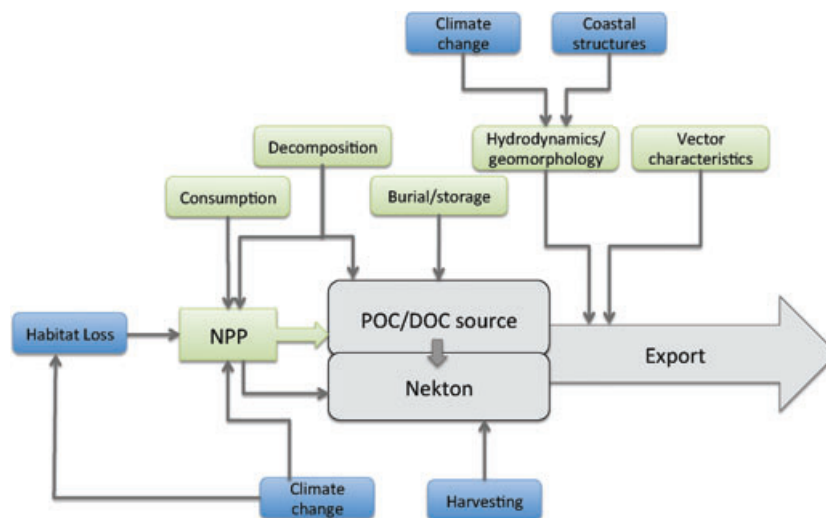 Climate
change
Coastal
structures
Decomposition
Hydrodynamics/
geomorphology
Vector
characteristics
Consumption
Burial/storage
Habitat Loss
NPP
POC/DOC source
Export
Nekton
Climate
change
Harvesting